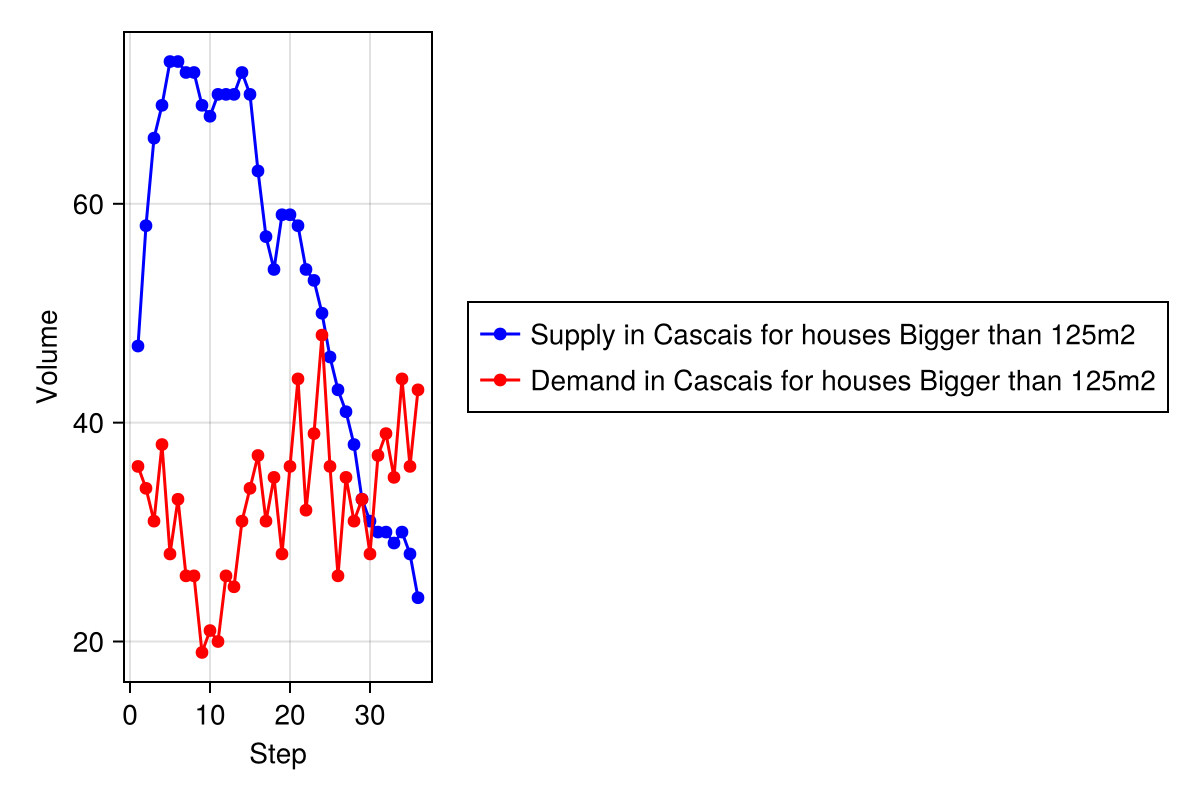 60
40
20
Volume
0 10 20 30
Step
Supply in Cascais for houses Bigger than 125m2
Demand in Cascais for houses Bigger than 125m2